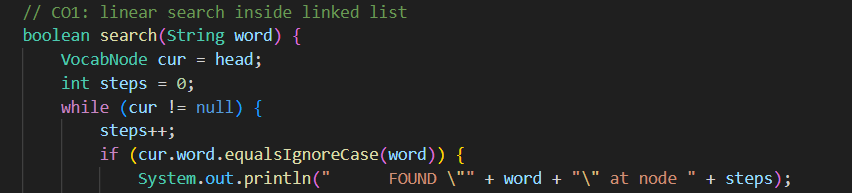 // CO1: linear search inside linked list
boolean search(String word) {
    VocabNode cur = head;
    int steps = 0;
    while (cur != null) {
        steps++;
        if (cur.word.equalsIgnoreCase(word)) {
            System.out.println("      FOUND \"" + word + "\" at node " + steps);